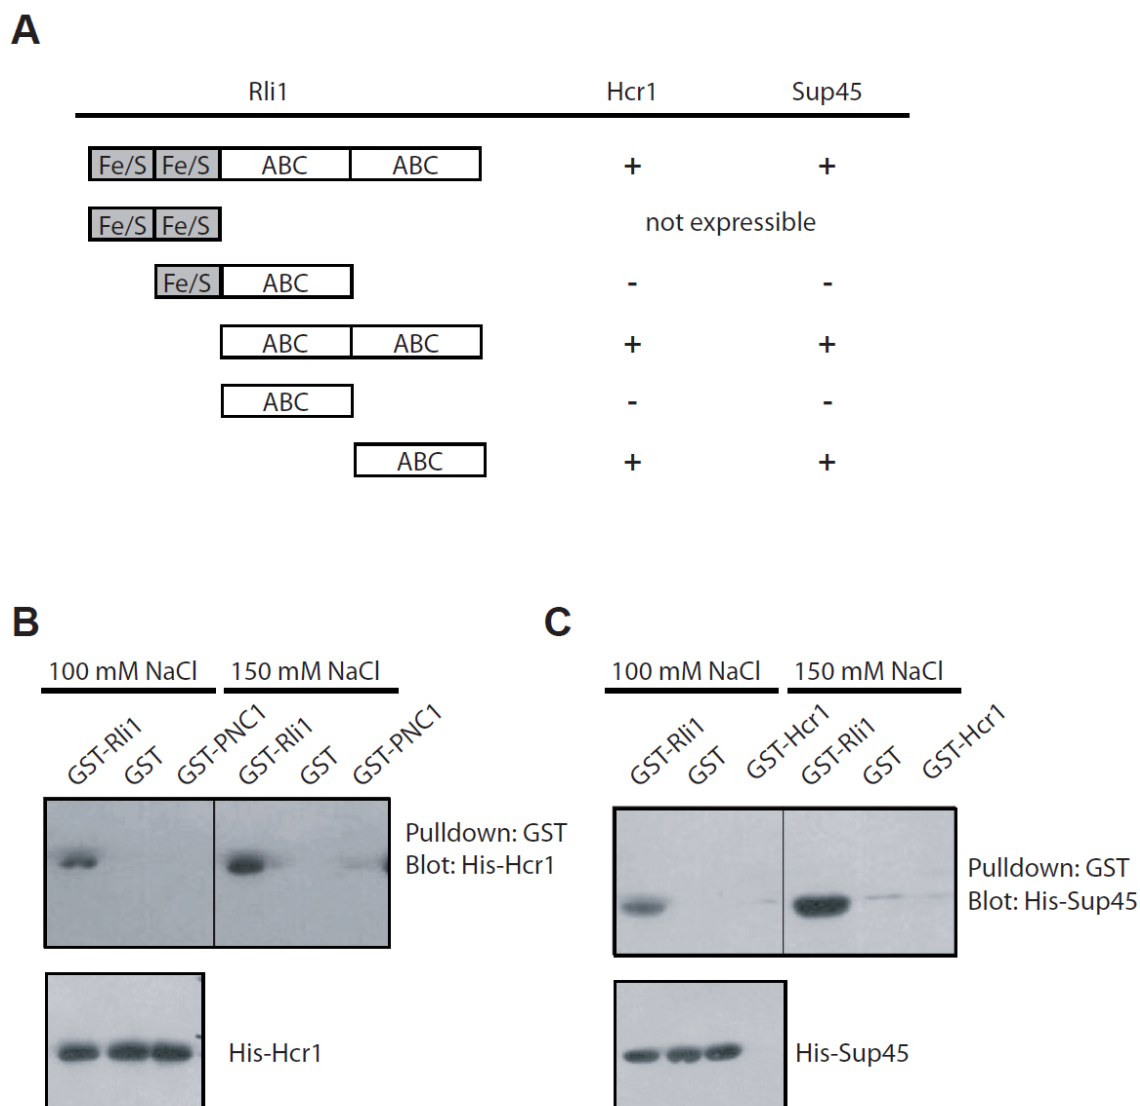 A
Rli1 Hcr1 Sup45
Fe/S Fe/S ABC ABC + +
Fe/S Fe/S not expressible
Fe/S ABC - -
ABC ABC + +
ABC - -
ABC + +
B
100 mM NaCl 150 mM NaCl
GST-Rli1 GST GST-PNC1 GST-Rli1 GST GST-PNC1
Pulldown: GST
Blot: His-Hcr1
His-Hcr1
C
100 mM NaCl 150 mM NaCl
GST-Rli1 GST GST-Hcr1 GST-Rli1 GST GST-Hcr1
Pulldown: GST
Blot: His-Sup45
His-Sup45